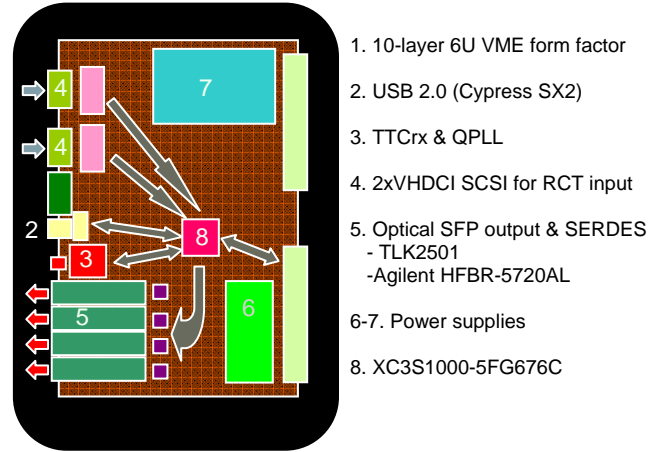 4
7
4
2
8
3
5
6
1. 10-layer 6U VME form factor
2. USB 2.0 (Cypress SX2)
3. TTCrx & QPLL
4. 2xVHDCI SCSI for RCT input
5. Optical SFP output & SERDES
- TLK2501
-Agilent HFBR-5720AL
6-7. Power supplies
8. XC3S1000-5FG676C